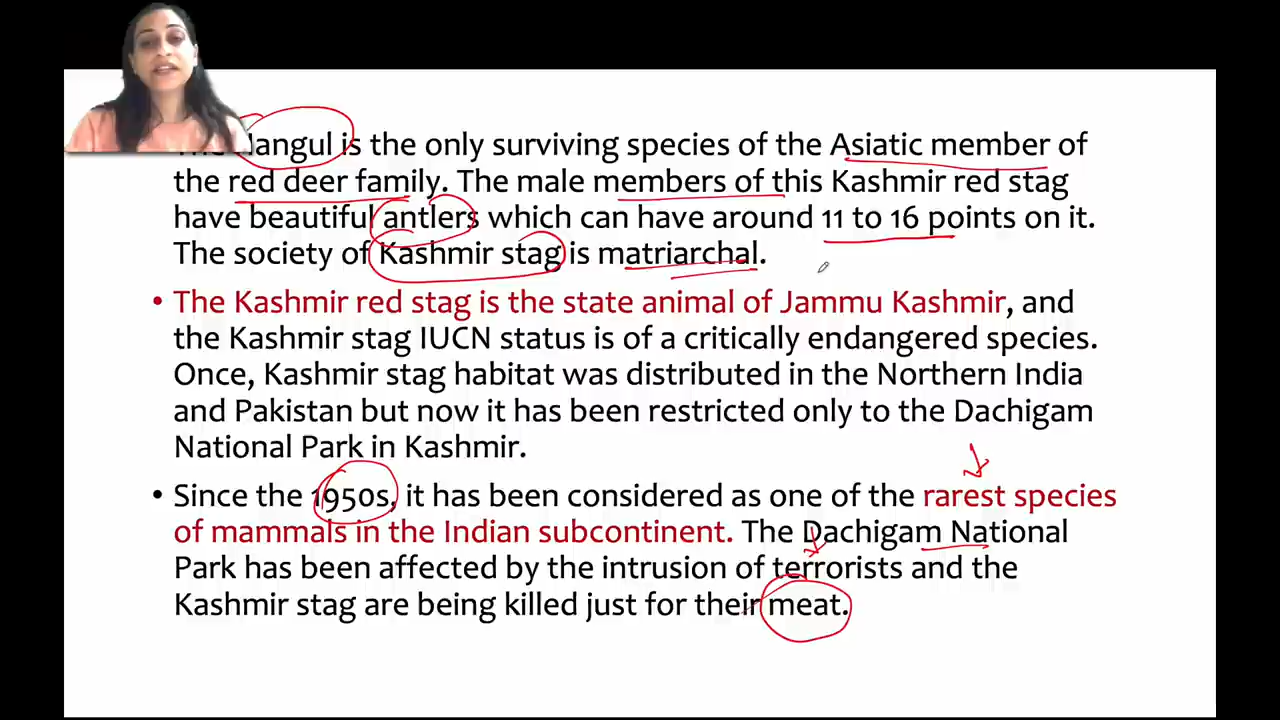 Hangul is the only surviving species of the Asiatic member of
the red deer family. The male members of this Kashmir red stag
have beautiful antlers which can have around 11 to 16 points on it.
The society of Kashmir stag is matriarchal.
• The Kashmir red stag is the state animal of Jammu Kashmir, and
the Kashmir stag IUCN status is of a critically endangered species.
Once, Kashmir stag habitat was distributed in the Northern India
and Pakistan but now it has been restricted only to the Dachigam
National Park in Kashmir.
• Since the 1950s, it has been considered as one of the rarest species
of mammals in the Indian subcontinent. The Dachigam National
Park has been affected by the intrusion of terrorists and the
Kashmir stag are being killed just for their meat.